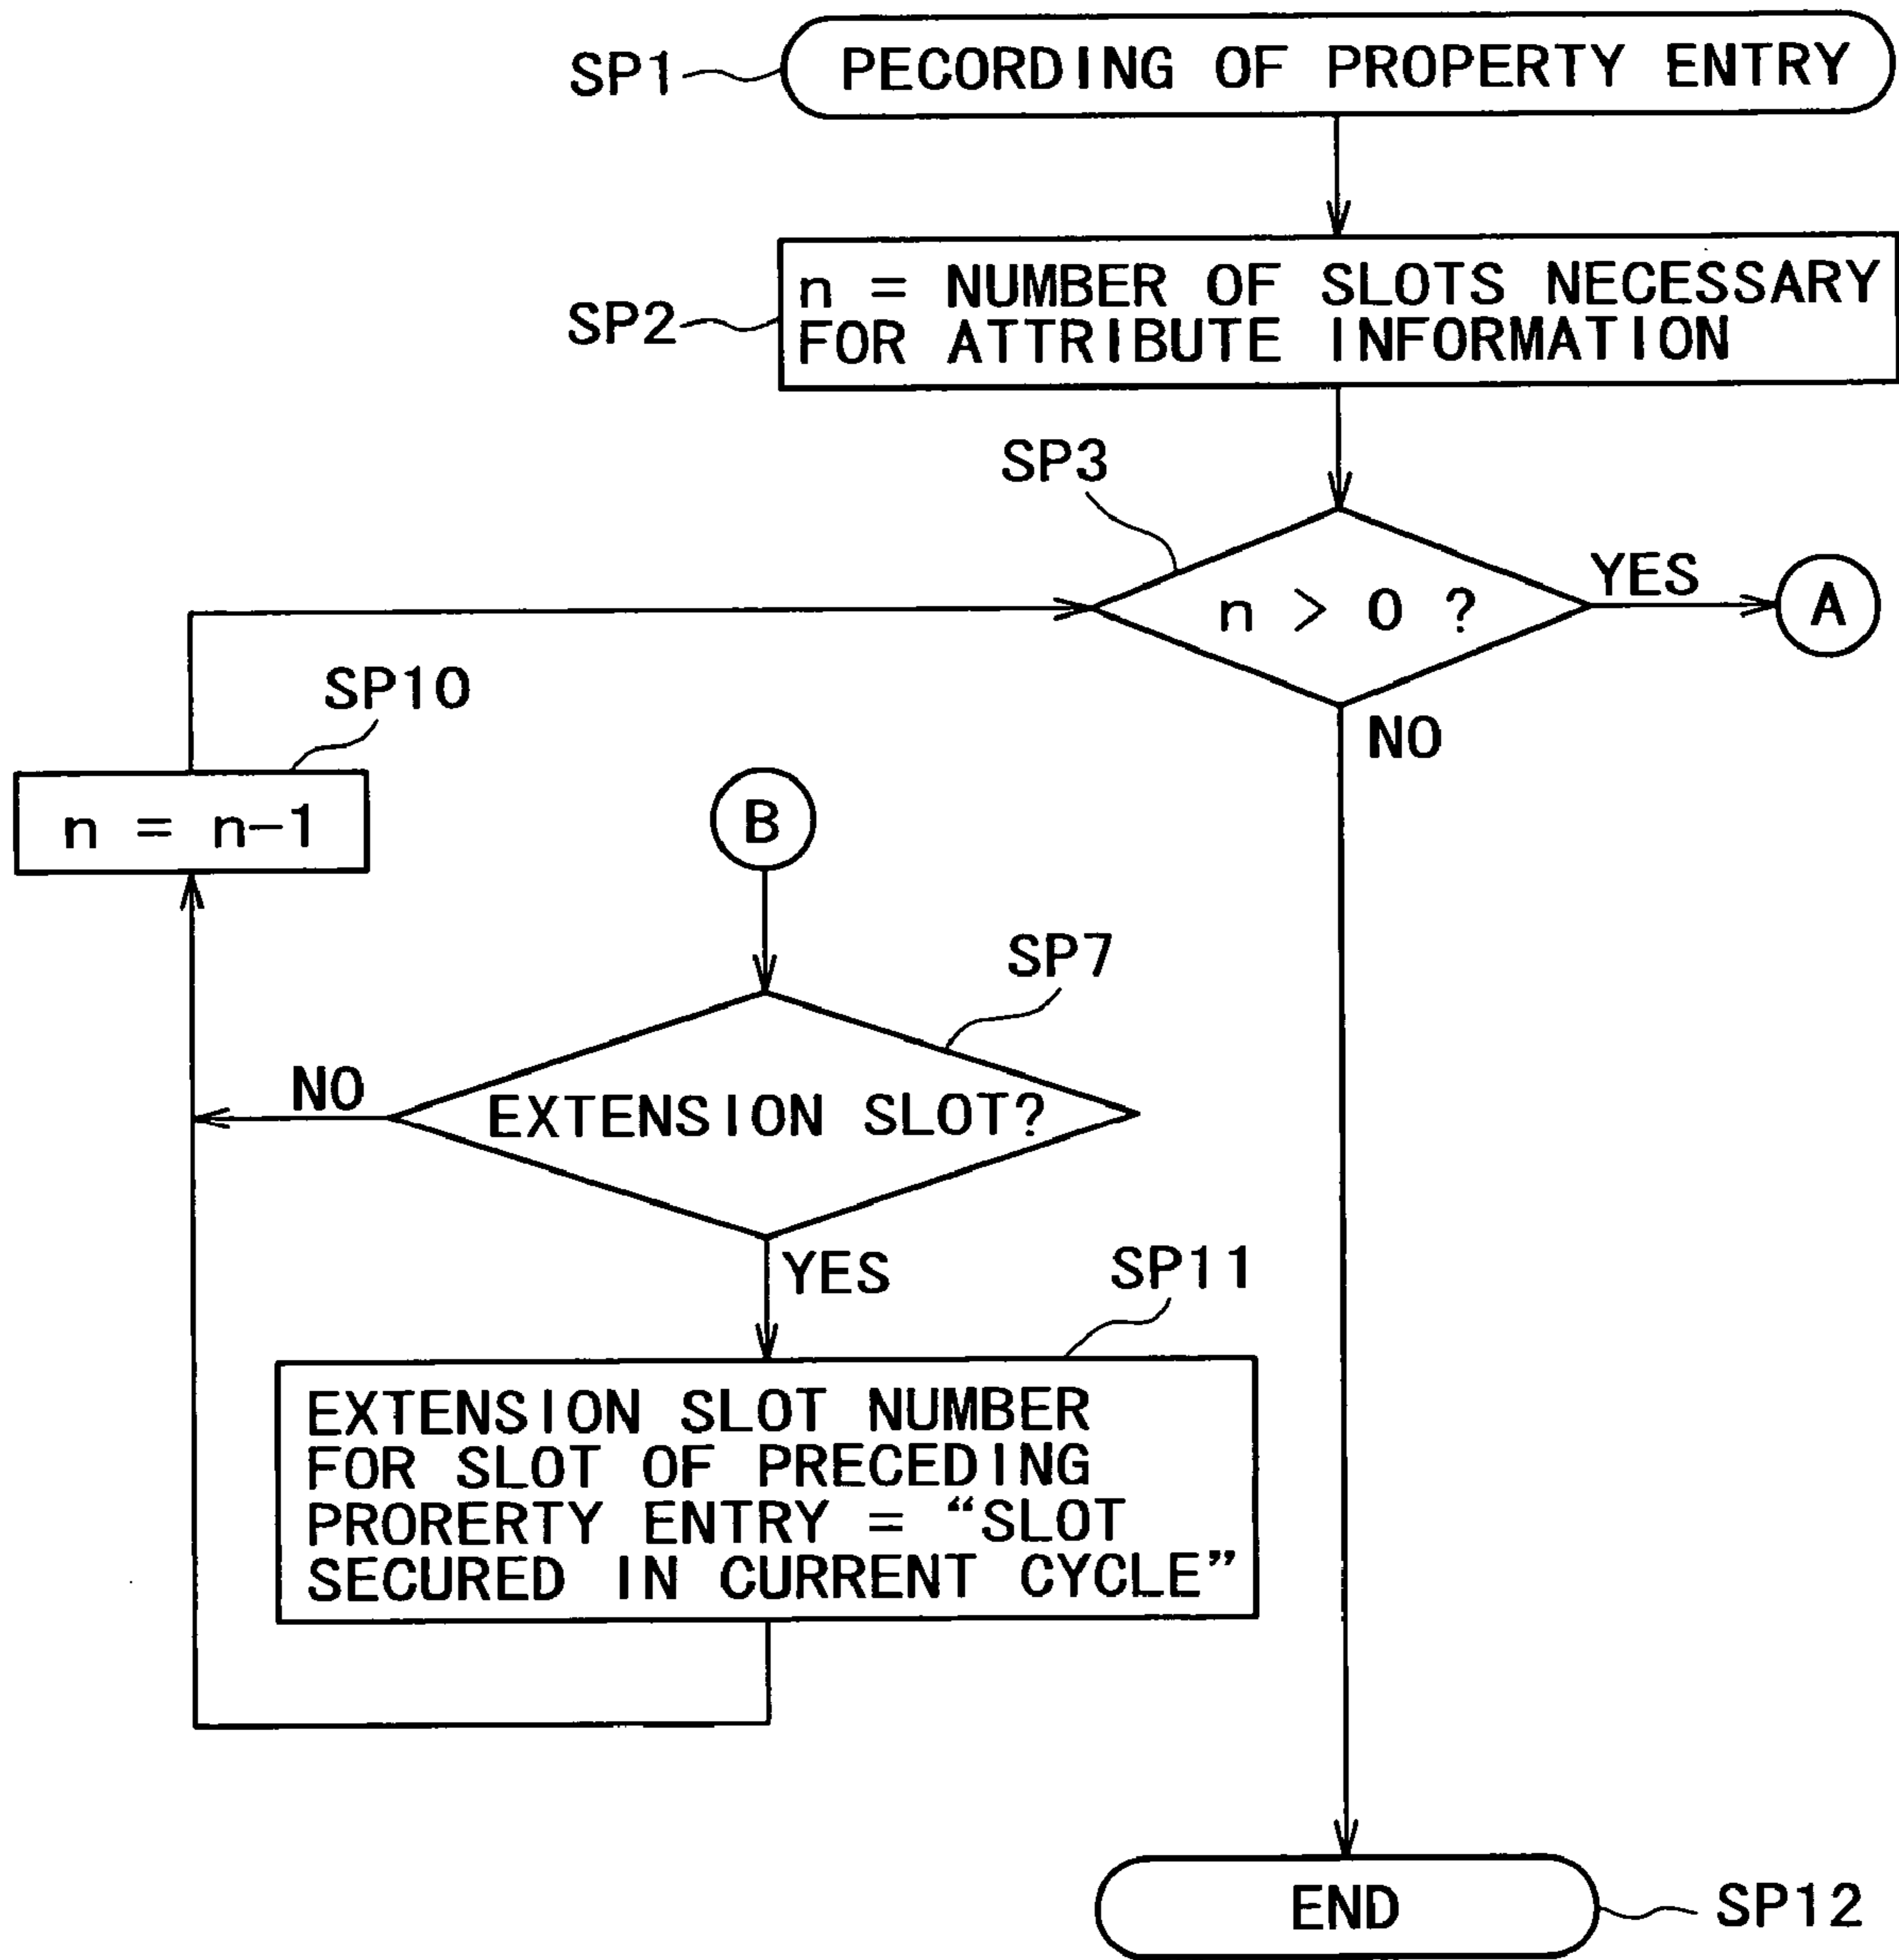 SP1
PECORDING OF PROPERTY ENTRY
SP2
n = NUMBER OF SLOTS NECESSARY
FOR ATTRIBUTE INFORMATION
SP3
n > 0 ?
YES
A
NO
SP10
n = n-1
B
SP7
NO
EXTENSION SLOT?
YES
SP11
EXTENSION SLOT NUMBER
FOR SLOT OF PRECEDING
PRORERTY ENTRY = “SLOT
SECURED IN CURRENT CYCLE”
END
SP12